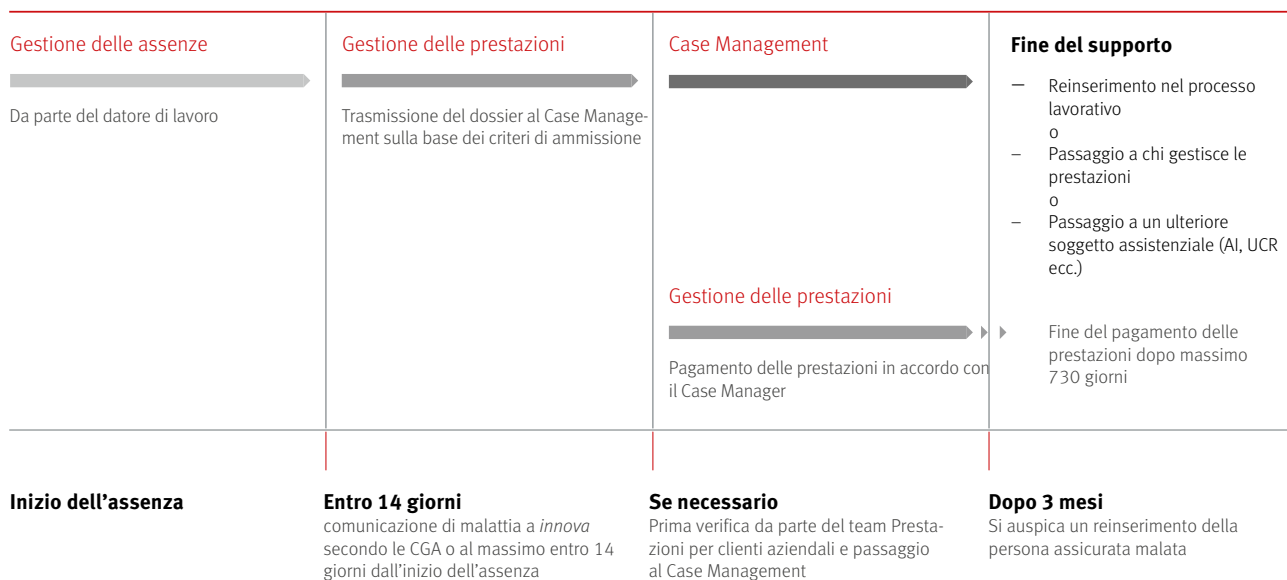 Gestione delle assenze
Da parte del datore di lavoro
Gestione delle prestazioni
Trasmissione del dossier al Case Manage-
ment sulla base dei criteri di ammissione
Case Management
Gestione delle prestazioni
Pagamento delle prestazioni in accordo con
il Case Manager
Fine del supporto
– Reinserimento nel processo
lavorativo
o
– Passaggio a chi gestisce le
prestazioni
o
– Passaggio a un ulteriore
soggetto assistenziale (AI, UCR
ecc.)
Fine del pagamento delle
prestazioni dopo massimo
730 giorni
Inizio dell’assenza
Entro 14 giorni
comunicazione di malattia a innova
secondo le CGA o al massimo entro 14
giorni dall’inizio dell’assenza
Se necessario
Prima verifica da parte del team Presta-
zioni per clienti aziendali e passaggio
al Case Management
Dopo 3 mesi
Si auspica un reinserimento della
persona assicurata malata